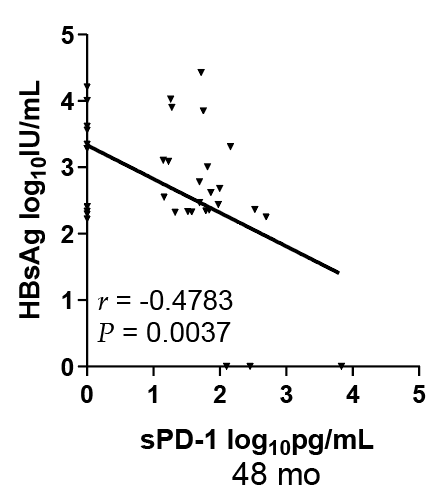 5
4
3
2
1
0
HBsAg log10IU/mL
r = -0.4783
P = 0.0037
0 1 2 3 4 5
sPD-1 log10pg/mL
48 mo